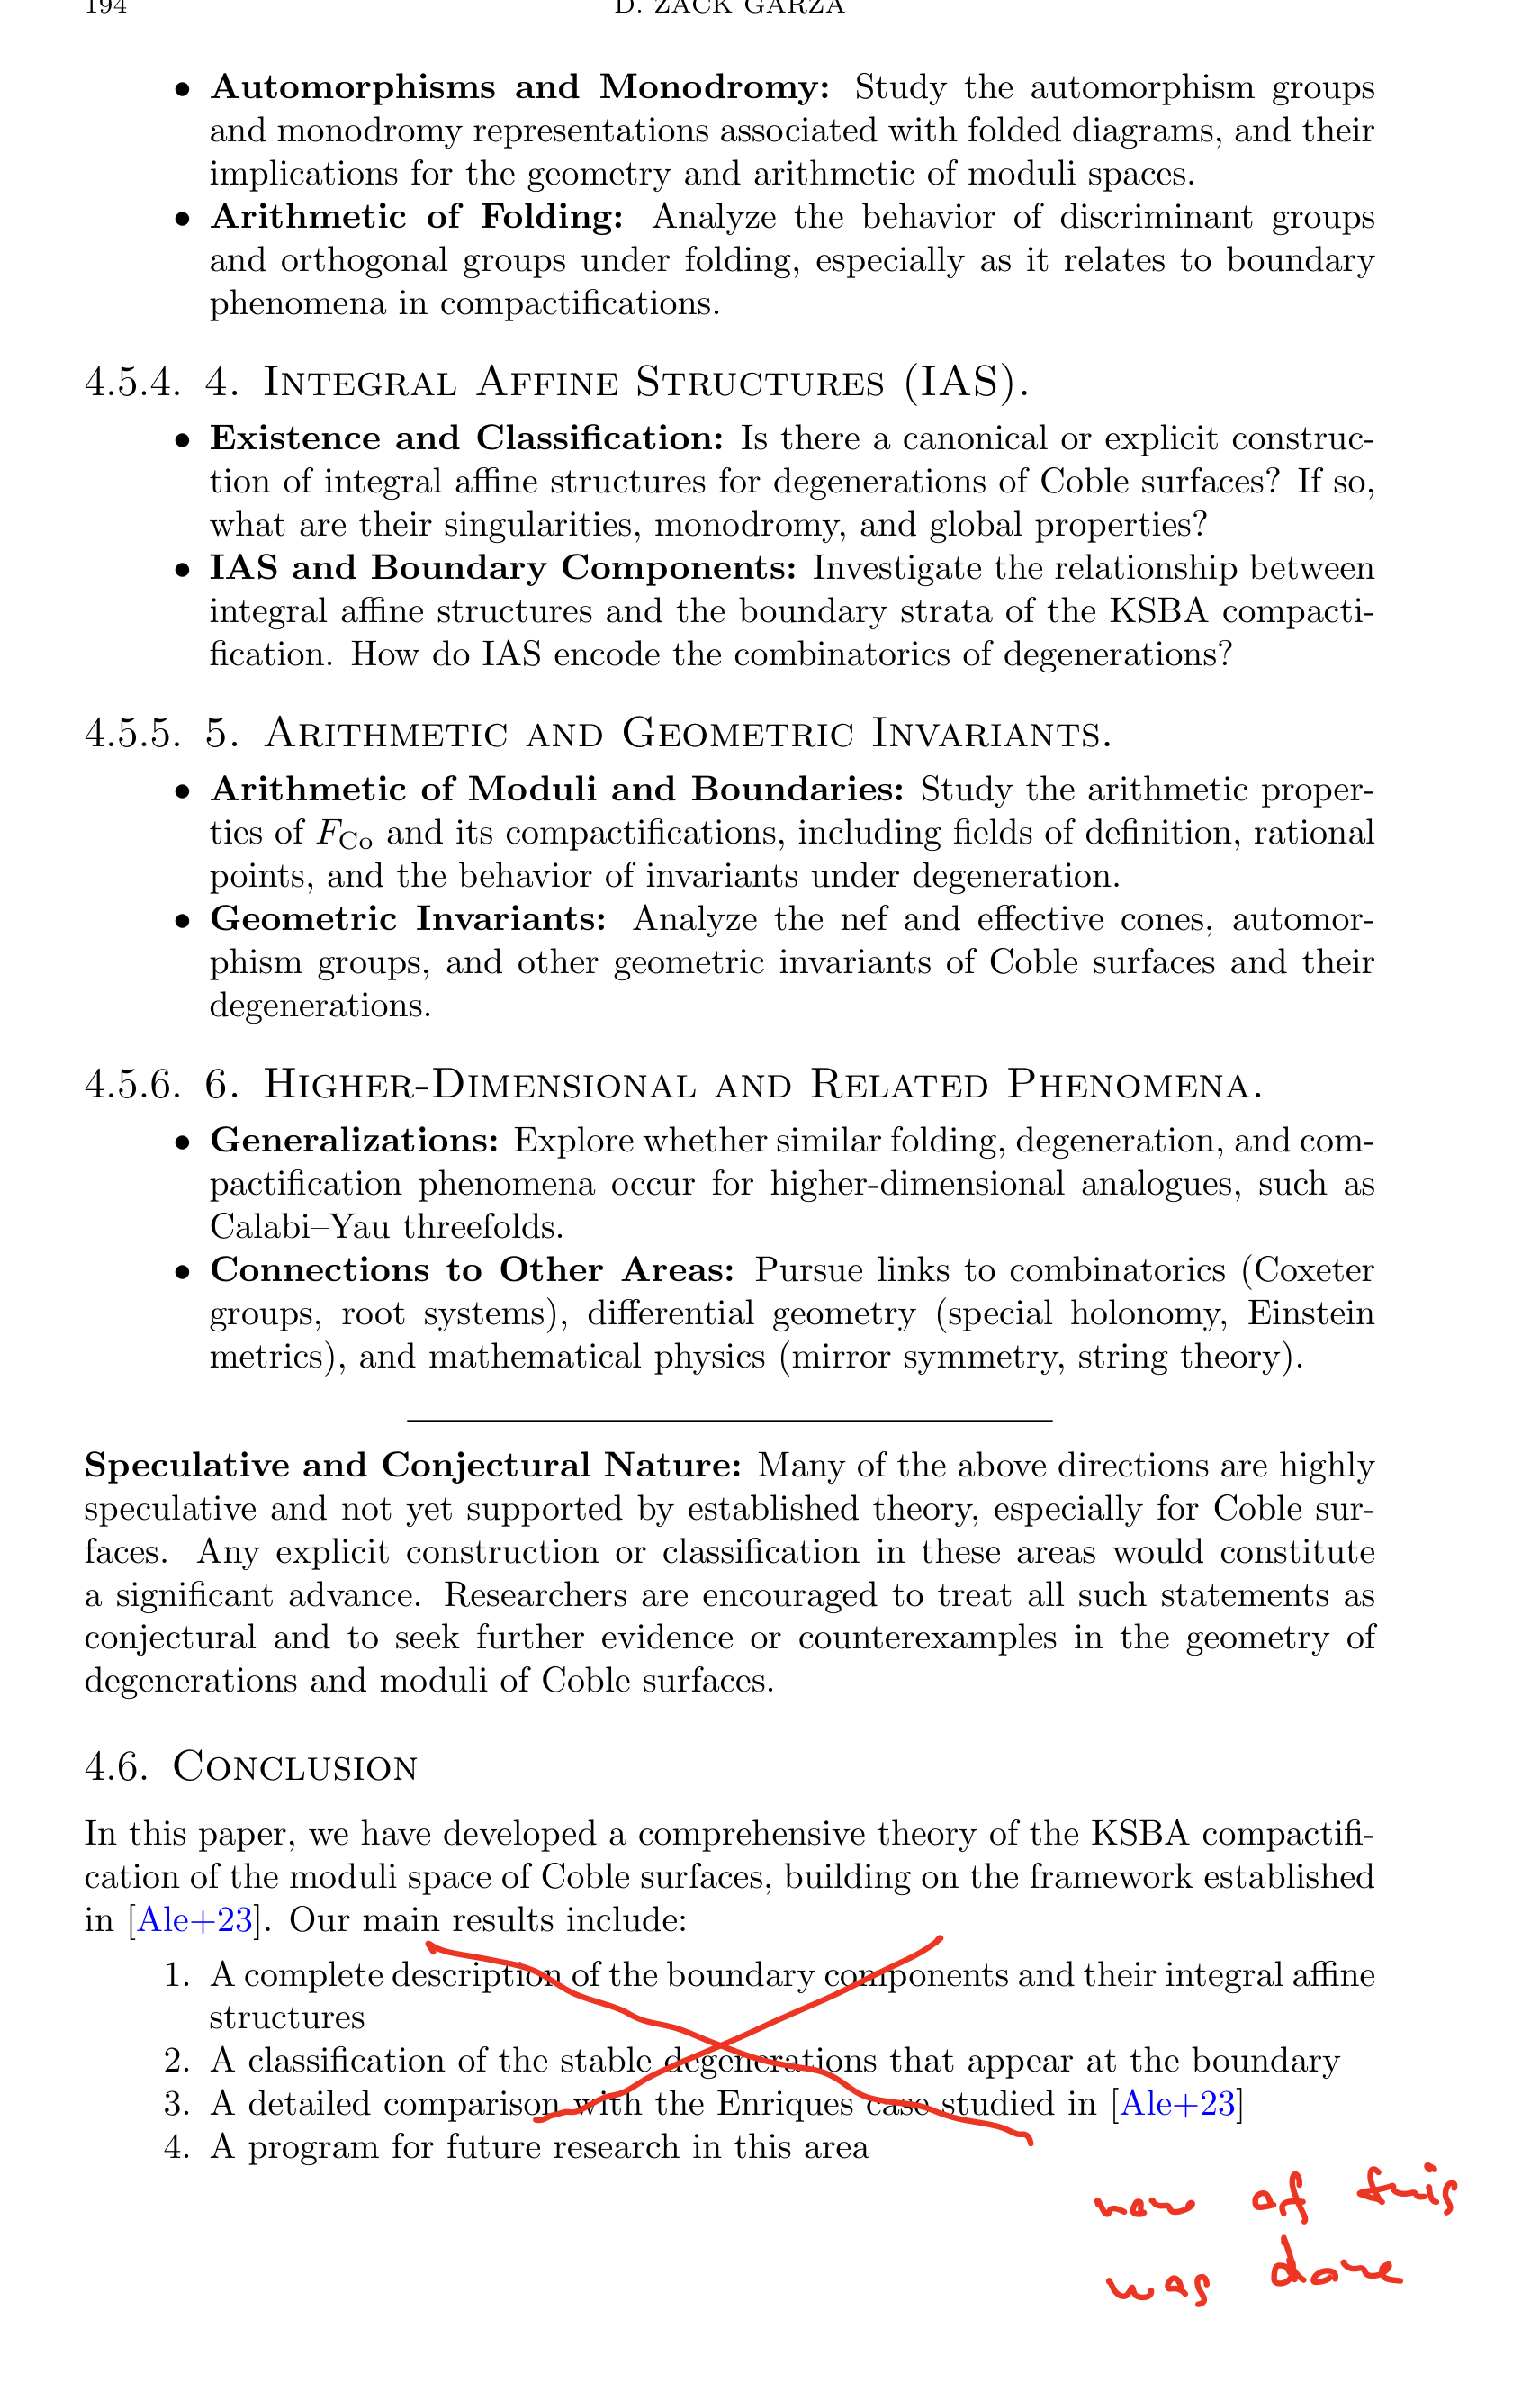 194 D. ZACK GARZA
• Automorphisms and Monodromy: Study the automorphism groups
and monodromy representations associated with folded diagrams, and their
implications for the geometry and arithmetic of moduli spaces.
• Arithmetic of Folding: Analyze the behavior of discriminant groups
and orthogonal groups under folding, especially as it relates to boundary
phenomena in compactifications.
4.5.4. 4. Integral Affine Structures (IAS).
• Existence and Classification: Is there a canonical or explicit construc-
tion of integral affine structures for degenerations of Coble surfaces? If so,
what are their singularities, monodromy, and global properties?
• IAS and Boundary Components: Investigate the relationship between
integral affine structures and the boundary strata of the KSBA compacti-
fication. How do IAS encode the combinatorics of degenerations?
4.5.5. 5. Arithmetic and Geometric Invariants.
• Arithmetic of Moduli and Boundaries: Study the arithmetic proper-
ties of F_Co and its compactifications, including fields of definition, rational
points, and the behavior of invariants under degeneration.
• Geometric Invariants: Analyze the nef and effective cones, automor-
phism groups, and other geometric invariants of Coble surfaces and their
degenerations.
4.5.6. 6. Higher-Dimensional and Related Phenomena.
• Generalizations: Explore whether similar folding, degeneration, and com-
pactification phenomena occur for higher-dimensional analogues, such as
Calabi–Yau threefolds.
• Connections to Other Areas: Pursue links to combinatorics (Coxeter
groups, root systems), differential geometry (special holonomy, Einstein
metrics), and mathematical physics (mirror symmetry, string theory).
Speculative and Conjectural Nature: Many of the above directions are highly
speculative and not yet supported by established theory, especially for Coble sur-
faces. Any explicit construction or classification in these areas would constitute
a significant advance. Researchers are encouraged to treat all such statements as
conjectural and to seek further evidence or counterexamples in the geometry of
degenerations and moduli of Coble surfaces.
4.6. Conclusion
In this paper, we have developed a comprehensive theory of the KSBA compactifi-
cation of the moduli space of Coble surfaces, building on the framework established
in [Ale+23]. Our main results include:
1. A complete description of the boundary components and their integral affine
structures
2. A classification of the stable degenerations that appear at the boundary
3. A detailed comparison with the Enriques case studied in [Ale+23]
4. A program for future research in this area
none of this
was done